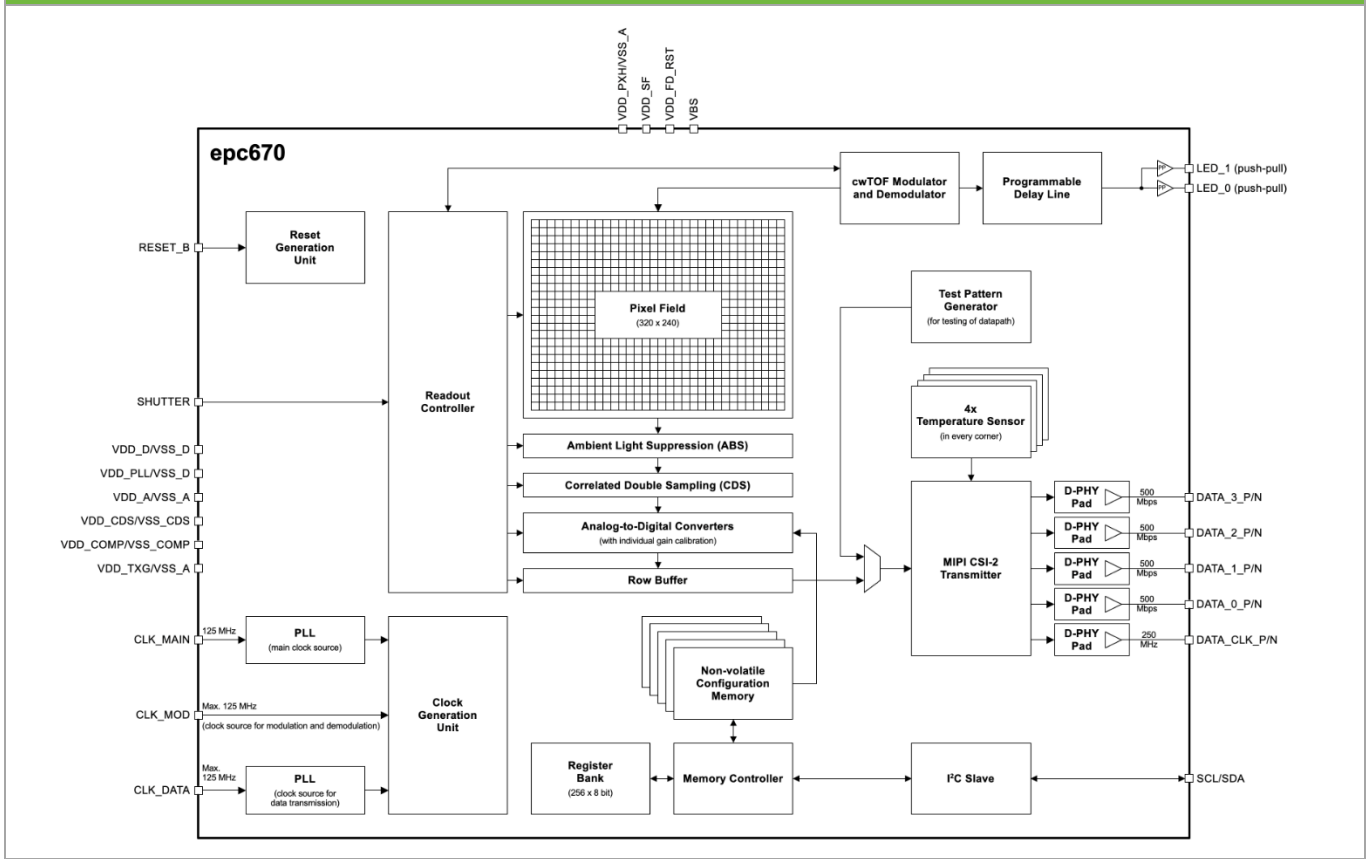 VDD_PXH/VSS_A
VDD_SF
VDD_FD_RST
VBS
epc670
cwTOF Modulator
and Demodulator
Programmable
Delay Line
PP
LED_1 (push-pull)
PP
LED_0 (push-pull)
RESET_B
Reset
Generation
Unit
Pixel Field
(320 x 240)
Test Pattern
Generator
(for testing of datapath)
SHUTTER
Readout
Controller
4x
Temperature Sensor
(in every corner)
VDD_D/VSS_D
VDD_PLL/VSS_D
VDD_A/VSS_A
VDD_CDS/VSS_CDS
VDD_COMP/VSS_COMP
VDD_TXG/VSS_A
Ambient Light Suppression (ABS)
Correlated Double Sampling (CDS)
Analog-to-Digital Converters
(with individual gain calibration)
Row Buffer
MIPI CSI-2
Transmitter
D-PHY
Pad
500
Mbps
DATA_3_P/N
D-PHY
Pad
500
Mbps
DATA_2_P/N
D-PHY
Pad
500
Mbps
DATA_1_P/N
D-PHY
Pad
500
Mbps
DATA_0_P/N
D-PHY
Pad
250
MHz
DATA_CLK_P/N
CLK_MAIN
125 MHz
PLL
(main clock source)
CLK_MOD
Max. 125 MHz
(clock source for modulation and demodulation)
Clock
Generation
Unit
CLK_DATA
Max.
125 MHz
PLL
(clock source for
data transmission)
Non-volatile
Configuration
Memory
Register
Bank
(256 x 8 bit)
Memory Controller
I²C Slave
SCL/SDA